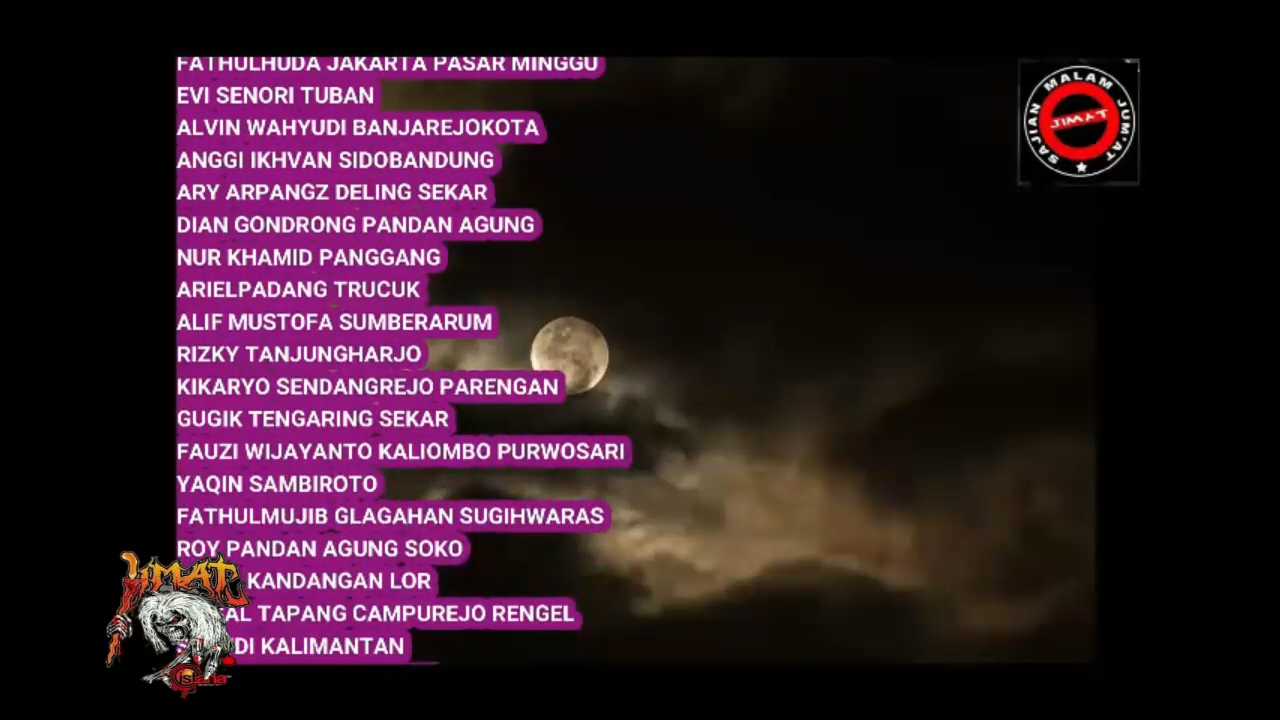 FATHULHUDA JAKARTA PASAR MINGGU
EVI SENORI TUBAN
ALVIN WAHYUDI BANJAREJOKOTA
ANGGI IKHVAN SIDOBANDUNG
ARY ARPANGZ DELING SEKAR
DIAN GONDRONG PANDAN AGUNG
NUR KHAMID PANGGANG
ARIELPADANG TRUCUK
ALIF MUSTOFA SUMBERARUM
RIZKY TANJUNGHARJO
KIKARYO SENDANGREJO PARENGAN
GUGIK TENGARING SEKAR
FAUZI WIJAYANTO KALIOMBO PURWOSARI
YAQIN SAMBIROTO
FATHULMUJIB GLAGAHAN SUGIHWARAS
ROY PANDAN AGUNG SOKO
KANDANGAN LOR
TAPANG CAMPUREJO RENGEL
KALIMANTAN
SAJIAN MALAM JUM'AT
JIMAT
JIMAT